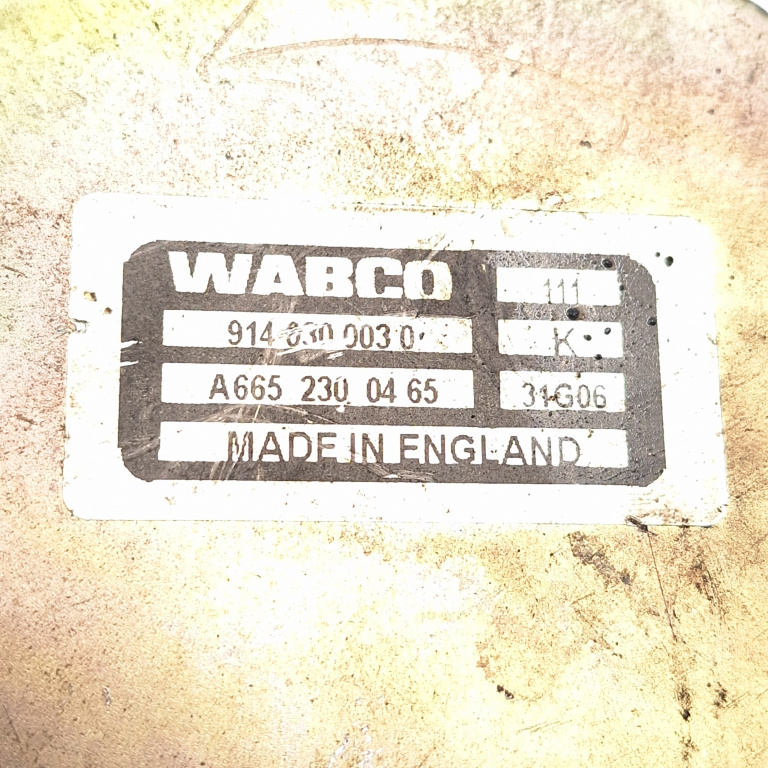 WABCO 111
914 030 003 0 K
A665 230 04 65 31G06
MADE IN ENGLAND